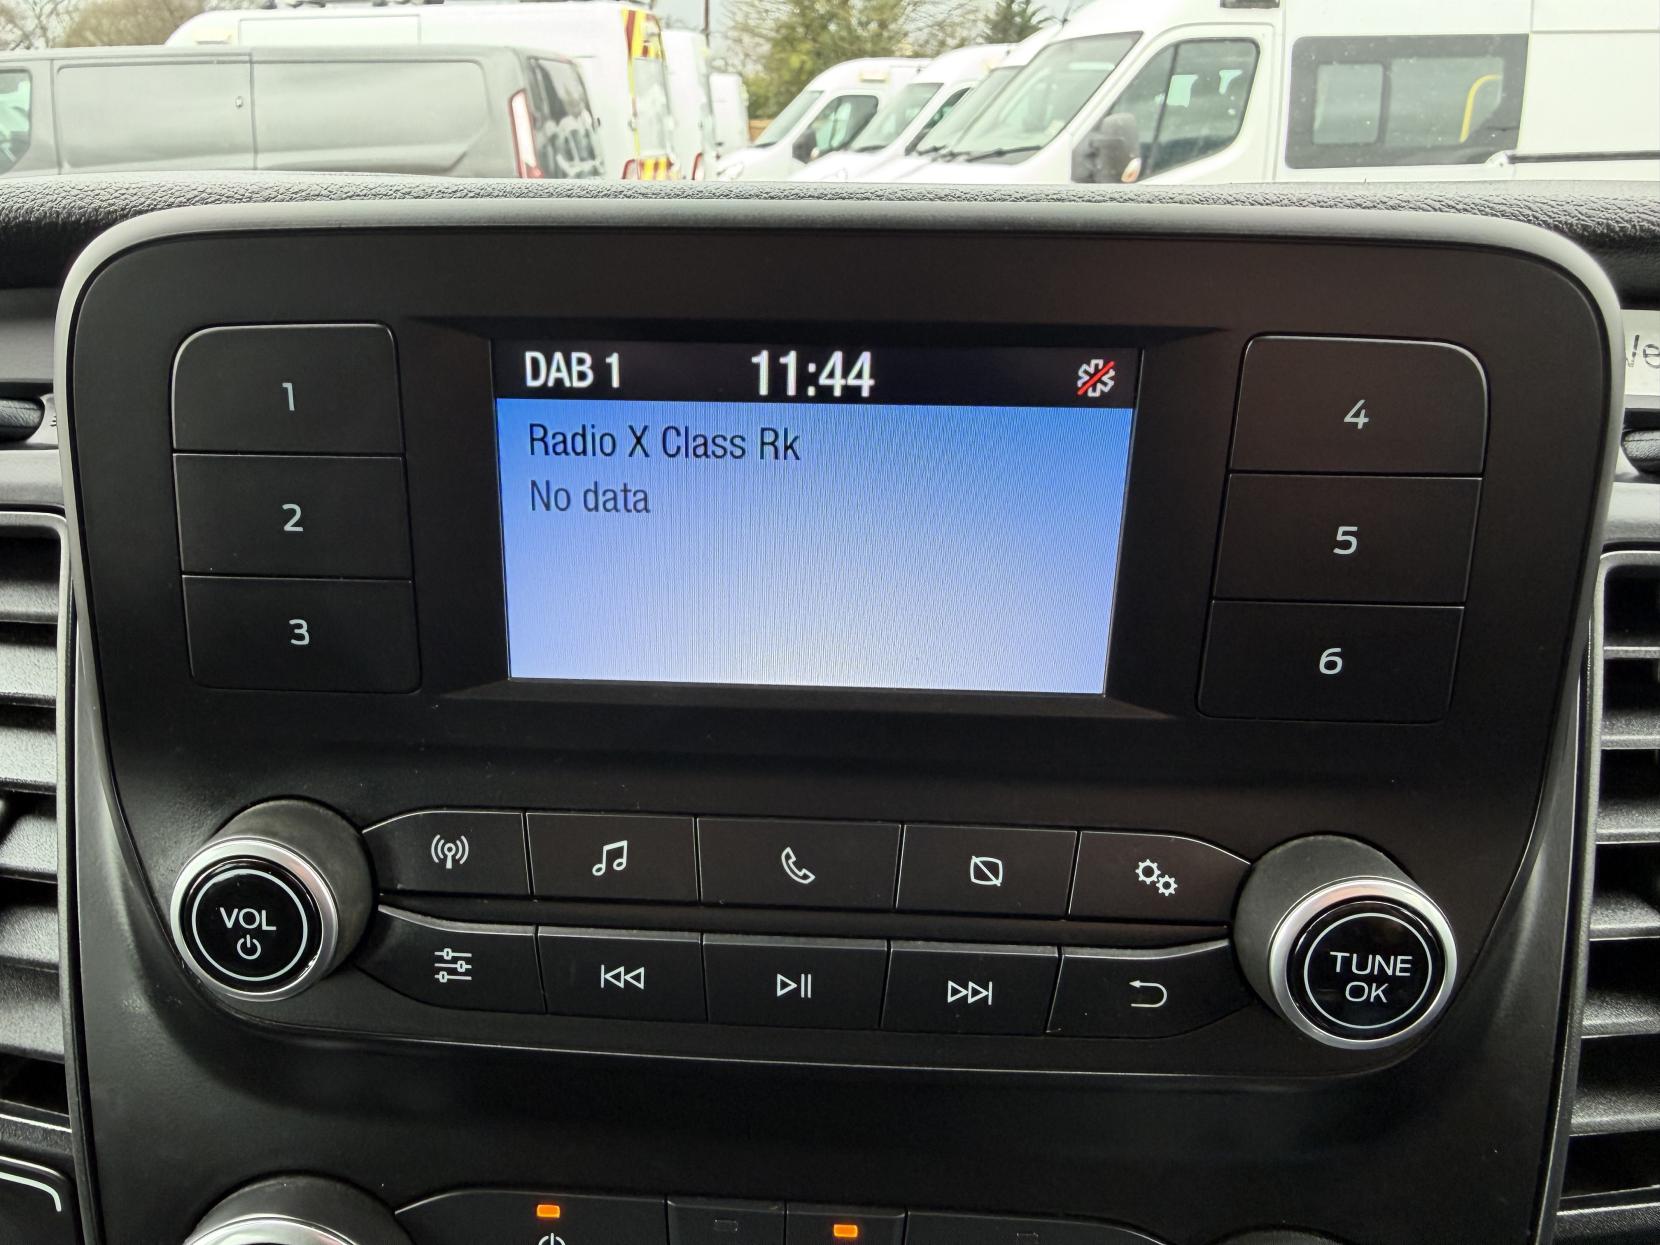 DAB 1 11:44
Radio X Class Rk
No data
1
2
3
4
5
6
VOL
TUNE
OK